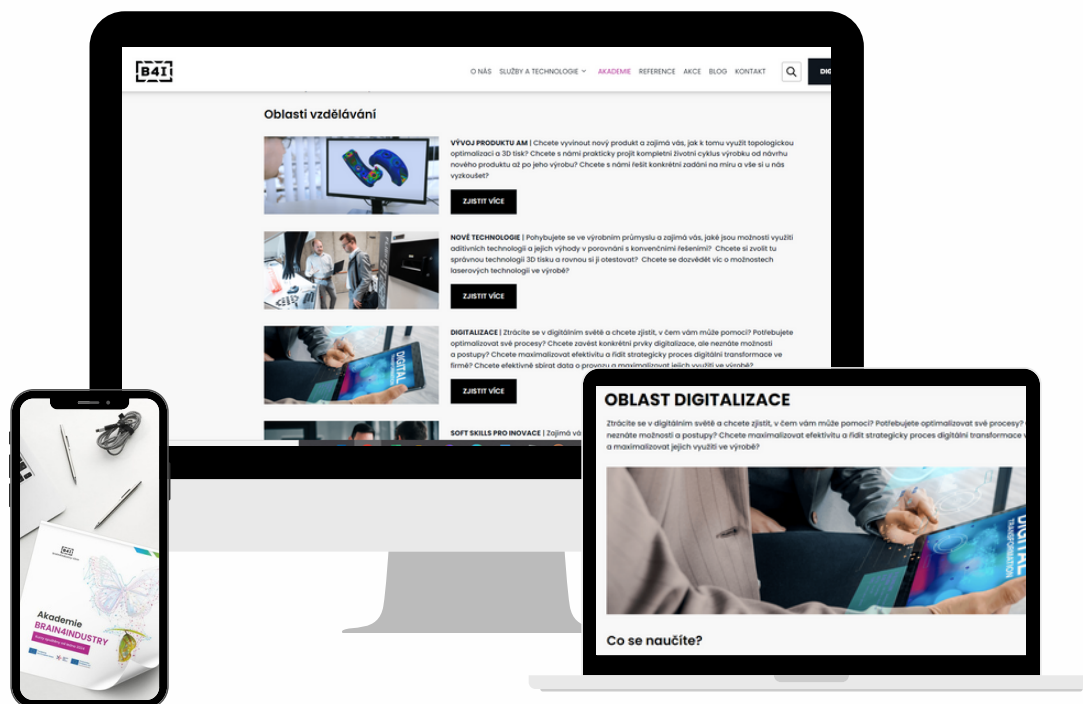 B4I
O NÁS SLUŽBY A TECHNOLOGIE AKADEMIE REFERENCE AKCE BLOG KONTAKT DIG
Oblasti vzdělávání
VÝVOJ PRODUKTU AM | Chcete vyvinout nový produkt a zajímá vás, jak k tomu využít topologickou
optimalizaci a 3D tisk? Chcete s námi prakticky projít kompletní životní cyklus výrobku od návrhu
nového produktu až po jeho výrobu? Chcete s námi řešit konkrétní zadání na míru a vše si u nás
vyzkoušet?
ZJISTIT VÍCE
NOVÉ TECHNOLOGIE | Pohybujete se ve výrobním průmyslu a zajímá vás, jaké jsou možnosti využití
aditivních technologií a jejich výhody v porovnání s konvenčními řešeními? Chcete si zvolit tu
správnou technologii 3D tisku a rovnou si ji otestovat? Chcete se dozvědět víc o možnostech
laserových technologií ve výrobě?
ZJISTIT VÍCE
DIGITALIZACE | Ztrácíte se v digitálním světě a chcete zjistit, v čem vám může pomoci? Potřebujete
optimalizovat své procesy? Chcete zavést konkrétní prvky digitalizace, ale neznáte možnosti
a postupy? Chcete maximalizovat efektivitu a řídit strategicky proces digitální transformace ve
firmě? Chcete efektivně sbírat data o provozu a maximalizovat jejich využití ve výrobě?
ZJISTIT VÍCE
DIGITAL
SOFT SKILLS PRO INOVACE | Zajímá vá
OBLAST DIGITALIZACE
Ztrácíte se v digitálním světě a chcete zjistit, v čem vám může pomoci? Potřebujete optimalizovat své procesy?
neznáte možnosti a postupy? Chcete maximalizovat efektivitu a řídit strategicky proces digitální transformace v
a maximalizovat jejich využití ve výrobě?
DIGITAL
TRANSFORMATION
Co se naučíte?
B4I
Akademie
BRAIN4INDUSTRY